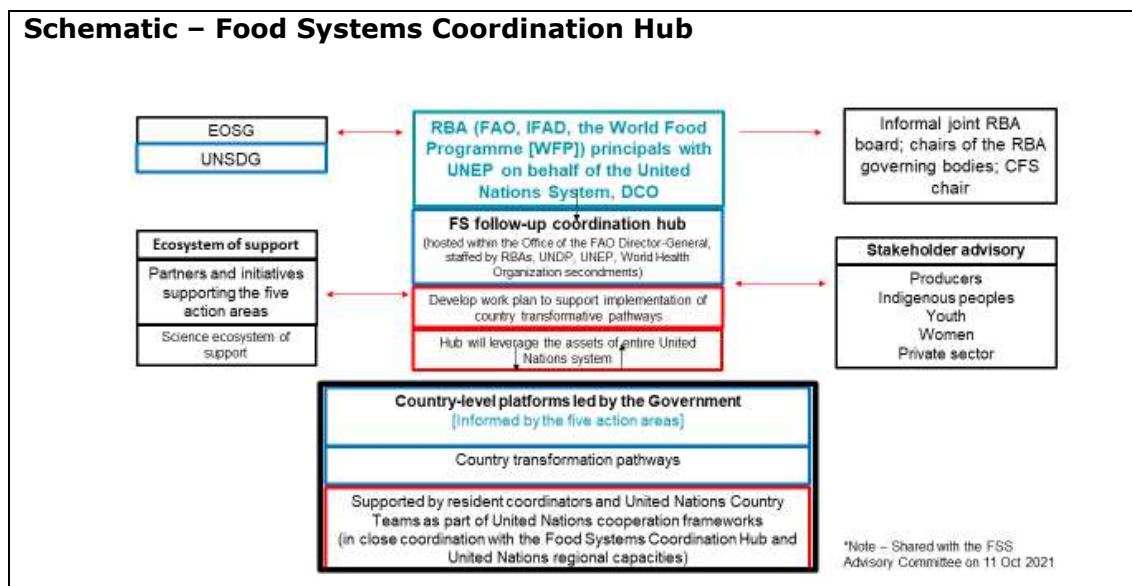 Schematic – Food Systems Coordination Hub
EOSG
UNSDG
RBA (FAO, IFAD, the World Food
Programme [WFP]) principals with
UNEP on behalf of the United
Nations System, DCO
Informal joint RBA
board; chairs of the RBA
governing bodies; CFS
chair
FS follow-up coordination hub
(hosted within the Office of the FAO Director-General,
staffed by RBAs, UNDP, UNEP, World Health
Organization secondments)
Develop work plan to support implementation of
country transformative pathways
Hub will leverage the assets of entire United
Nations system
Ecosystem of support
Partners and initiatives
supporting the five
action areas
Science ecosystem of
support
Stakeholder advisory
Producers
Indigenous peoples
Youth
Women
Private sector
Country-level platforms led by the Government
[Informed by the five action areas]
Country transformation pathways
Supported by resident coordinators and United Nations Country
Teams as part of United Nations cooperation frameworks
(in close coordination with the Food Systems Coordination Hub and
United Nations regional capacities)
*Note – Shared with the FSS
Advisory Committee on 11 Oct 2021